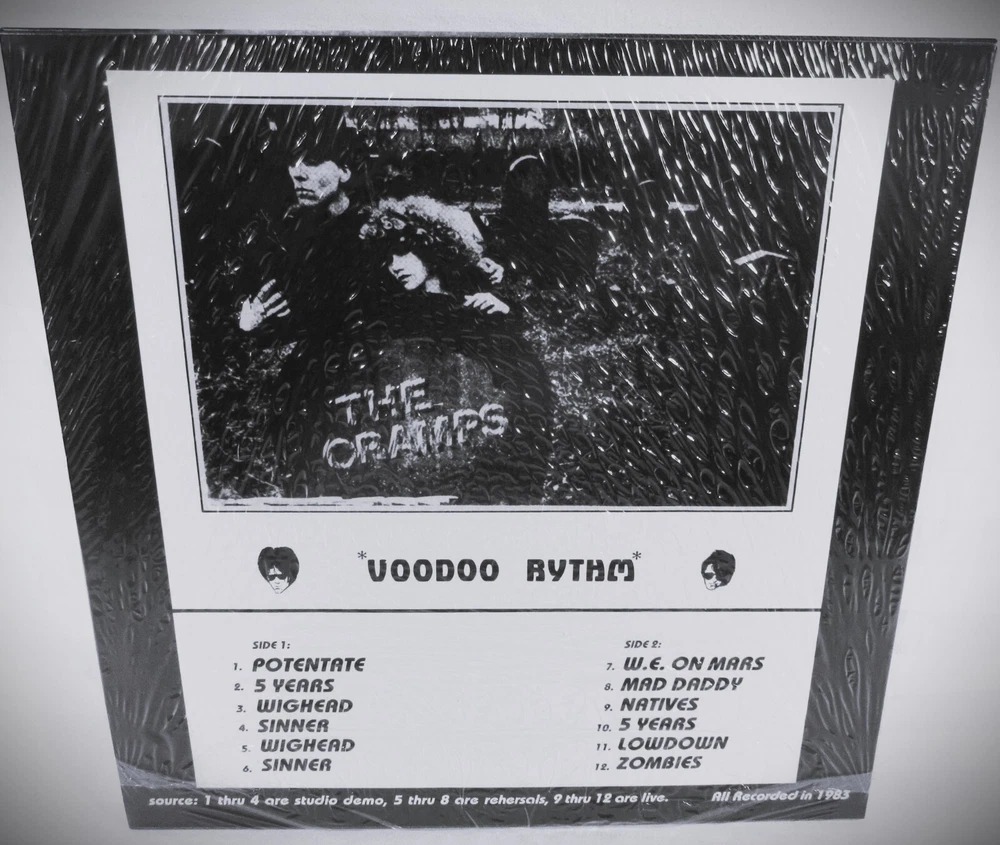 THE
CRAMPS
*VOODOO RYTHM*
SIDE 1:
1. POTENTATE
2. 5 YEARS
3. WIGHEAD
4. SINNER
5. WIGHEAD
6. SINNER
SIDE 2:
7. W.E. ON MARS
8. MAD DADDY
9. NATIVES
10. 5 YEARS
11. LOWDOWN
12. ZOMBIES
source: 1 thru 4 are studio demo, 5 thru 8 are rehersals, 9 thru 12 are live. All Recorded in 1983